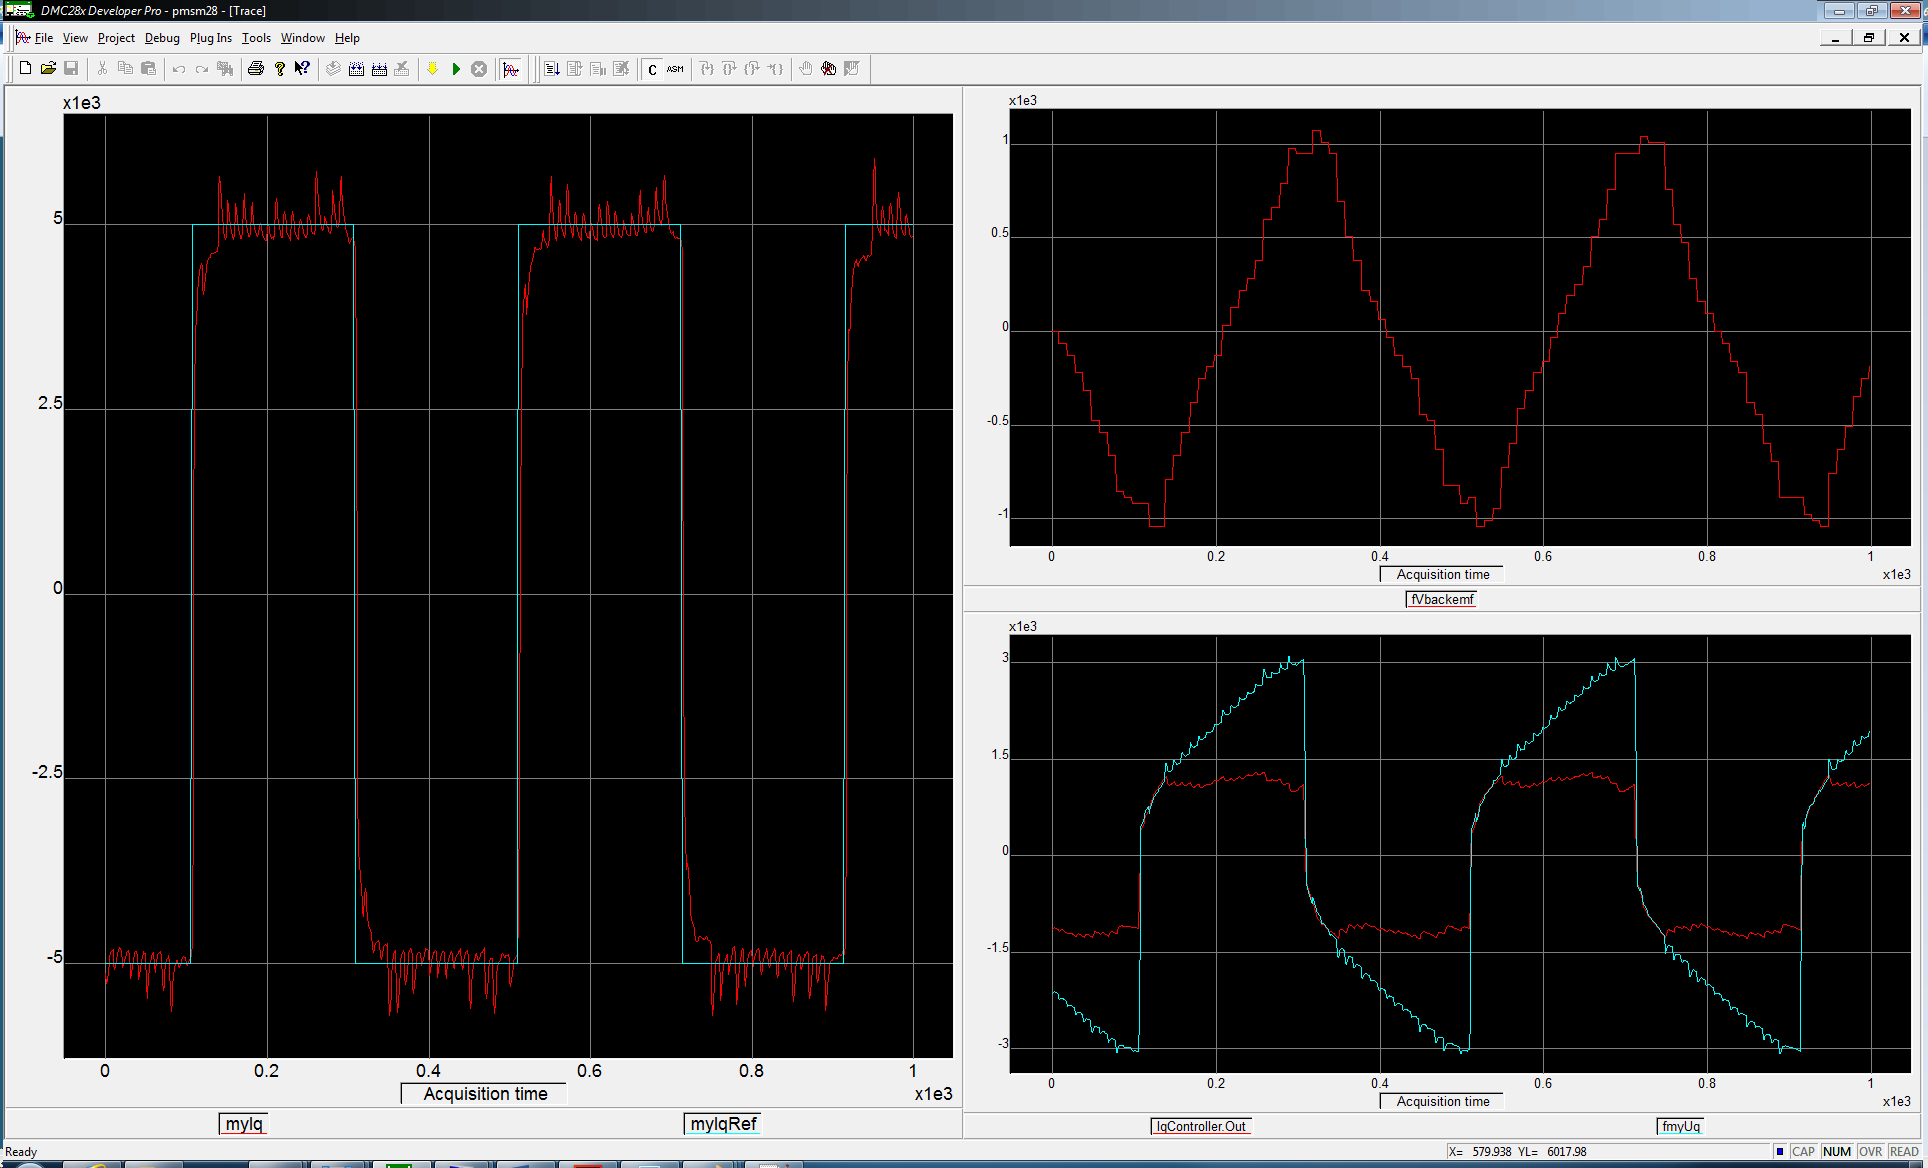 DMC28x Developer Pro - pmsm28 - [Trace]
File View Project Debug Plug Ins Tools Window Help
C ASM
x1e3
5
2.5
0
-2.5
-5
0 0.2 0.4 0.6 0.8 1
Acquisition time x1e3
myIq myIqRef
x1e3
1
0.5
0
-0.5
-1
0 0.2 0.4 0.6 0.8 1
Acquisition time x1e3
fVbackemf
x1e3
3
1.5
0
-1.5
-3
0 0.2 0.4 0.6 0.8 1
Acquisition time x1e3
IqController.Out fmyUq
Ready X= 579.938 YL= 6017.98 CAP NUM OVR READ